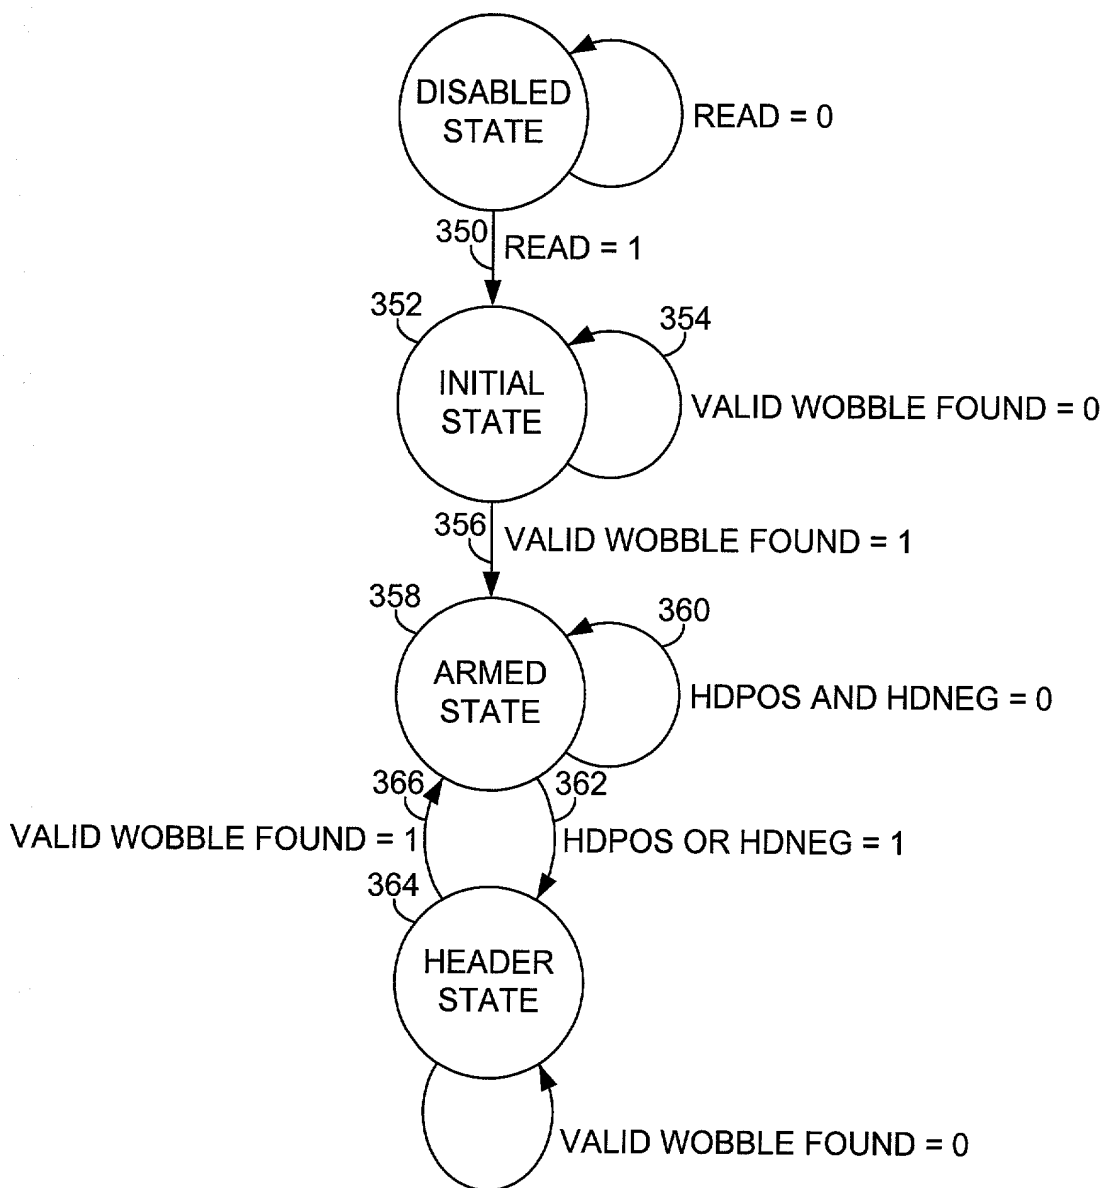 DISABLED
STATE
READ = 0
350
READ = 1
352
354
INITIAL
STATE
VALID WOBBLE FOUND = 0
356
VALID WOBBLE FOUND = 1
358
360
ARMED
STATE
HDPOS AND HDNEG = 0
366
362
VALID WOBBLE FOUND = 1
HDPOS OR HDNEG = 1
364
HEADER
STATE
VALID WOBBLE FOUND = 0